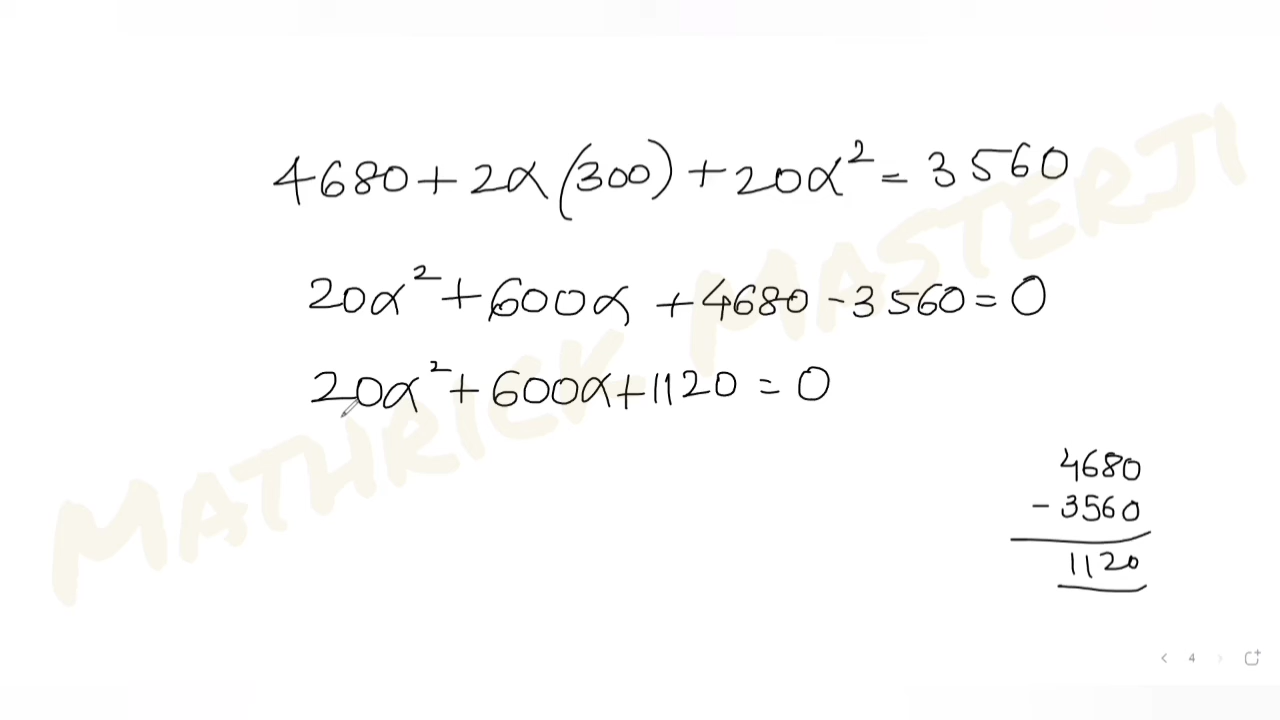 4680 + 2α (300) + 20α² = 3560
20α² + 600α + 4680 - 3560 = 0
20α² + 600α + 1120 = 0
4680
- 3560
1120
MATHRICK MASTERJI
< 4 >